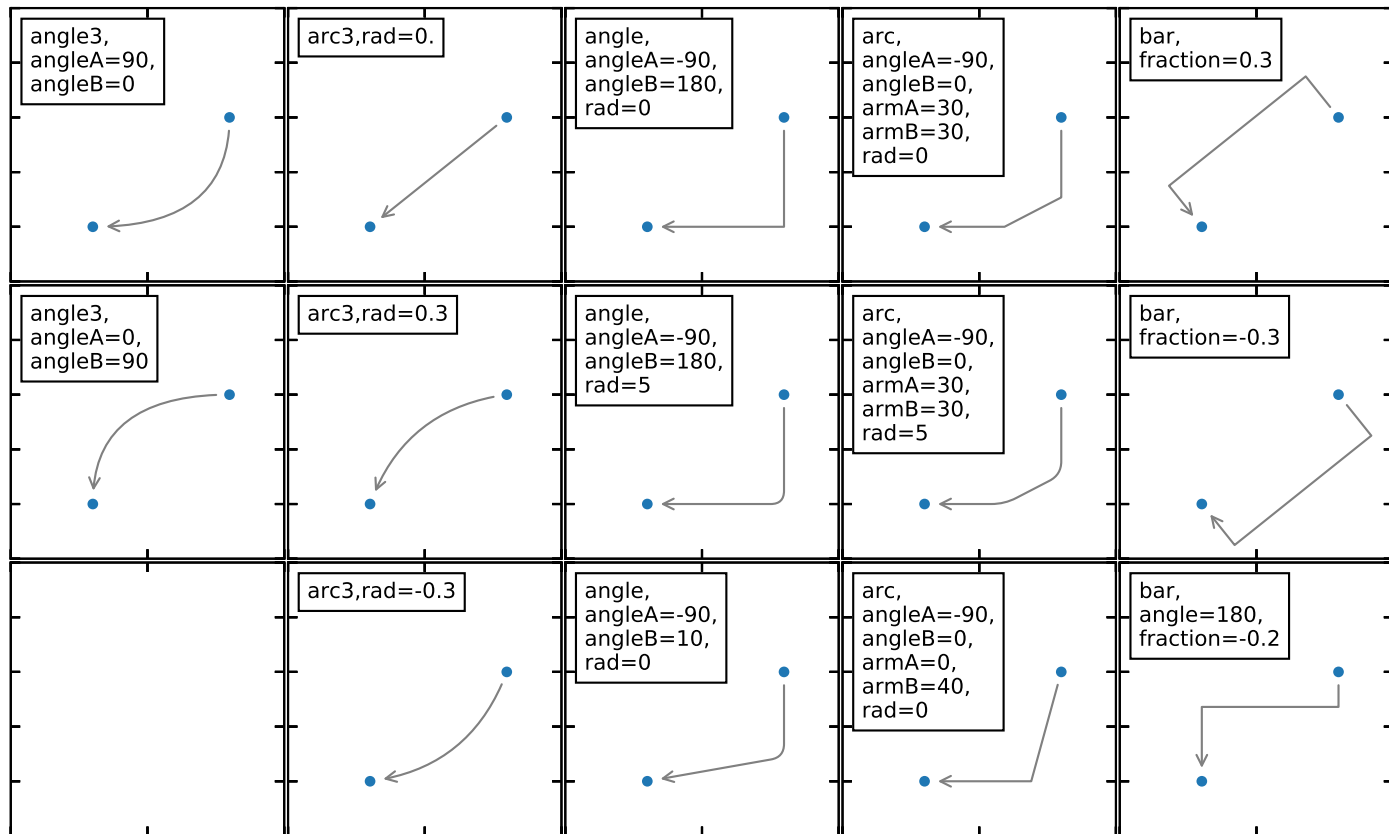 angle3,
angleA=90,
angleB=0
arc3,rad=0.
angle,
angleA=-90,
angleB=180,
rad=0
arc,
angleA=-90,
angleB=0,
armA=30,
armB=30,
rad=0
bar,
fraction=0.3
angle3,
angleA=0,
angleB=90
arc3,rad=0.3
angle,
angleA=-90,
angleB=180,
rad=5
arc,
angleA=-90,
angleB=0,
armA=30,
armB=30,
rad=5
bar,
fraction=-0.3
arc3,rad=-0.3
angle,
angleA=-90,
angleB=10,
rad=0
arc,
angleA=-90,
angleB=0,
armA=0,
armB=40,
rad=0
bar,
angle=180,
fraction=-0.2